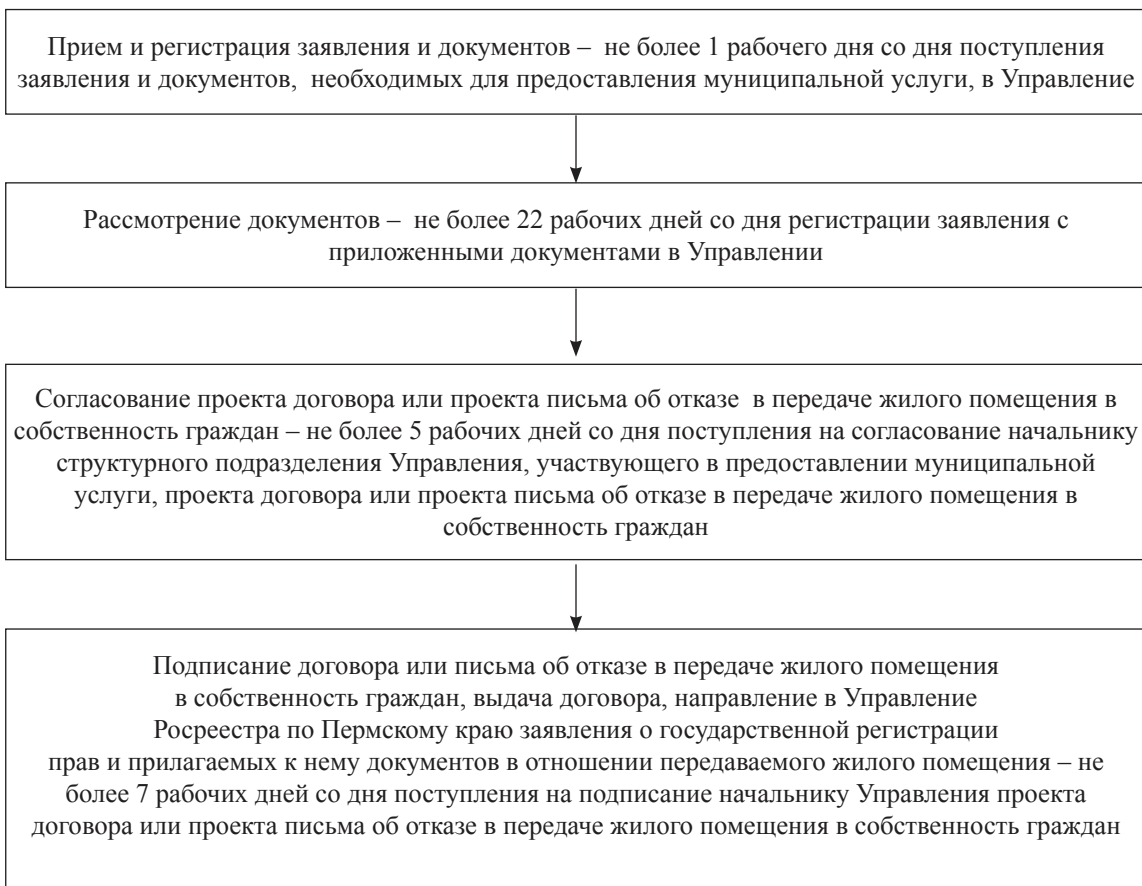 Прием и регистрация заявления и документов – не более 1 рабочего дня со дня поступления
заявления и документов, необходимых для предоставления муниципальной услуги, в Управление
Рассмотрение документов – не более 22 рабочих дней со дня регистрации заявления с
приложенными документами в Управлении
Согласование проекта договора или проекта письма об отказе в передаче жилого помещения в
собственность граждан – не более 5 рабочих дней со дня поступления на согласование начальнику
структурного подразделения Управления, участвующего в предоставлении муниципальной
услуги, проекта договора или проекта письма об отказе в передаче жилого помещения в
собственность граждан
Подписание договора или письма об отказе в передаче жилого помещения
в собственность граждан, выдача договора, направление в Управление
Росреестра по Пермскому краю заявления о государственной регистрации
прав и прилагаемых к нему документов в отношении передаваемого жилого помещения – не
более 7 рабочих дней со дня поступления на подписание начальнику Управления проекта
договора или проекта письма об отказе в передаче жилого помещения в собственность граждан